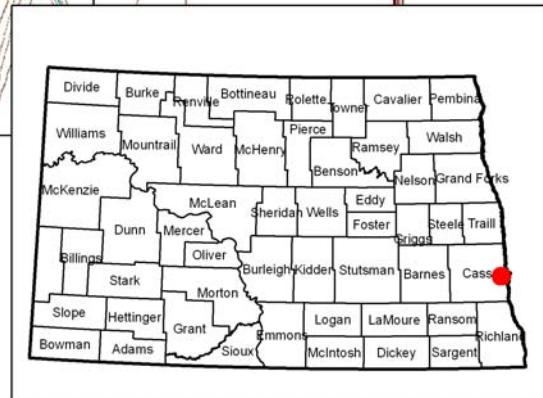 Divide Burke Renville Bottineau Rolette Towner Cavalier Pembina
Williams Mountrail Ward McHenry Pierce Ramsey Walsh
Benson Nelson Grand Forks
McKenzie McLean Sheridan Wells Eddy
Foster Griggs Steele Traill
Dunn Mercer
Oliver
Billings Burleigh Kidder Stutsman Barnes Cass
Stark Morton
Slope Hettinger Grant Emmons Logan LaMoure Ransom Richland
Bowman Adams Sioux McIntosh Dickey Sargent